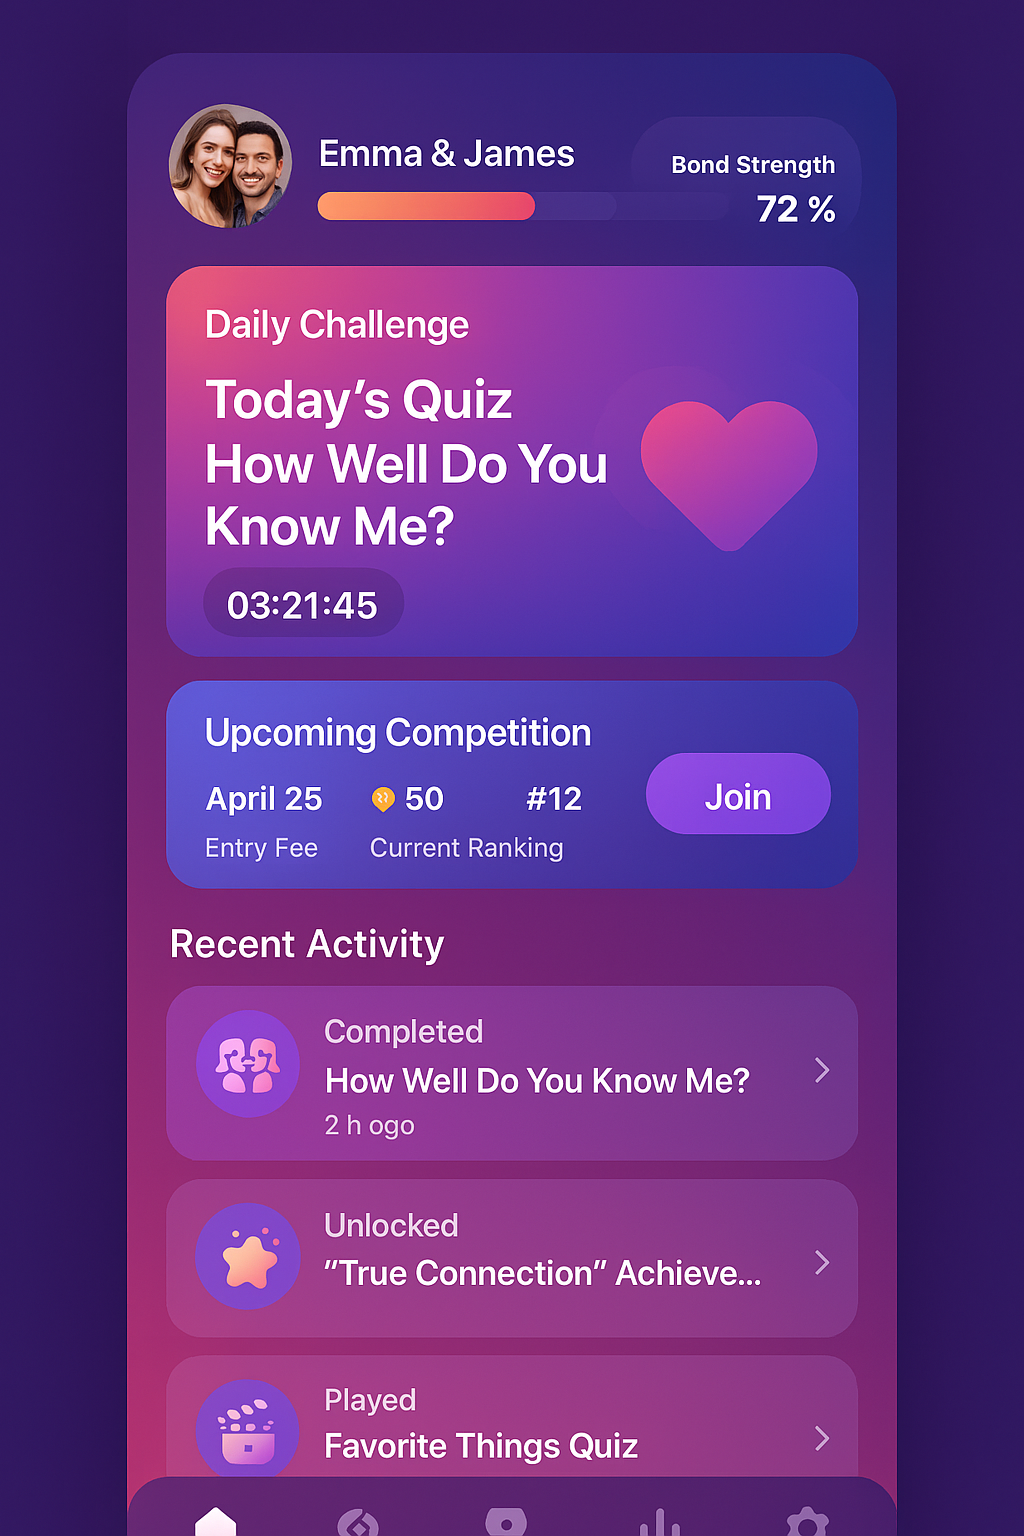 Emma & James
Bond Strength
72 %
Daily Challenge
Today’s Quiz
How Well Do You
Know Me?
03:21:45
Upcoming Competition
April 25 50 #12
Entry Fee Current Ranking
Join
Recent Activity
Completed
How Well Do You Know Me?
2 h ogo
Unlocked
”True Connection” Achieve...
Played
Favorite Things Quiz